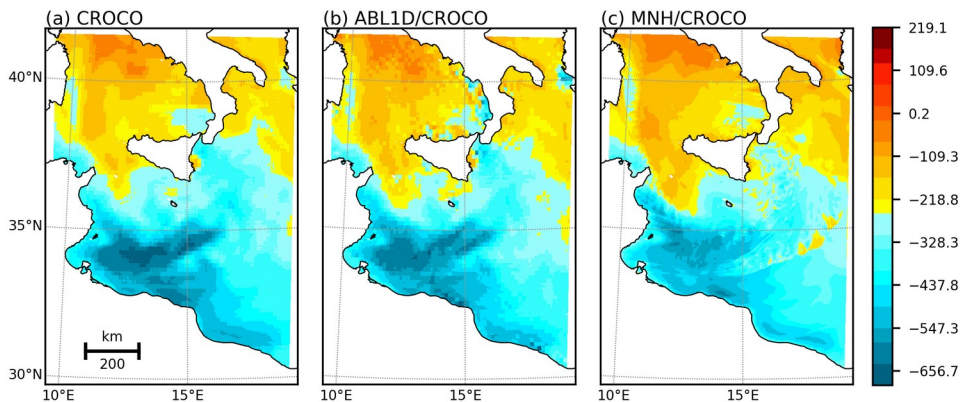 (a) CROCO
(b) ABL1D/CROCO
(c) MNH/CROCO
40°N
35°N
30°N
km
200
10°E
15°E
10°E
15°E
10°E
15°E
219.1
109.6
0.2
−109.3
−218.8
−328.3
−437.8
−547.3
−656.7